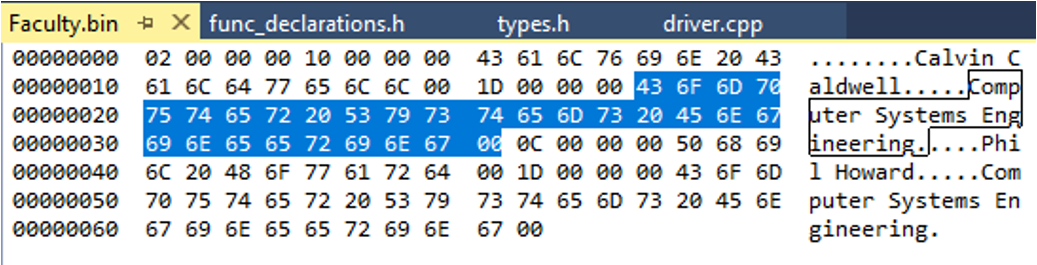 Faculty.bin func_declarations.h types.h driver.cpp
00000000 02 00 00 00 10 00 00 00 43 61 6C 76 69 6E 20 43 ........Calvin C
00000010 61 6C 64 77 65 6C 6C 00 1D 00 00 00 43 6F 6D 70 aldwell.....Comp
00000020 75 74 65 72 20 53 79 73 74 65 6D 73 20 45 6E 67 uter Systems Eng
00000030 69 6E 65 65 72 69 6E 67 00 0C 00 00 00 50 68 69 ineering.....Phi
00000040 6C 20 48 6F 77 61 72 64 00 1D 00 00 00 43 6F 6D l Howard.....Com
00000050 70 75 74 65 72 20 53 79 73 74 65 6D 73 20 45 6E puter Systems En
00000060 67 69 6E 65 65 72 69 6E 67 00 gineering.